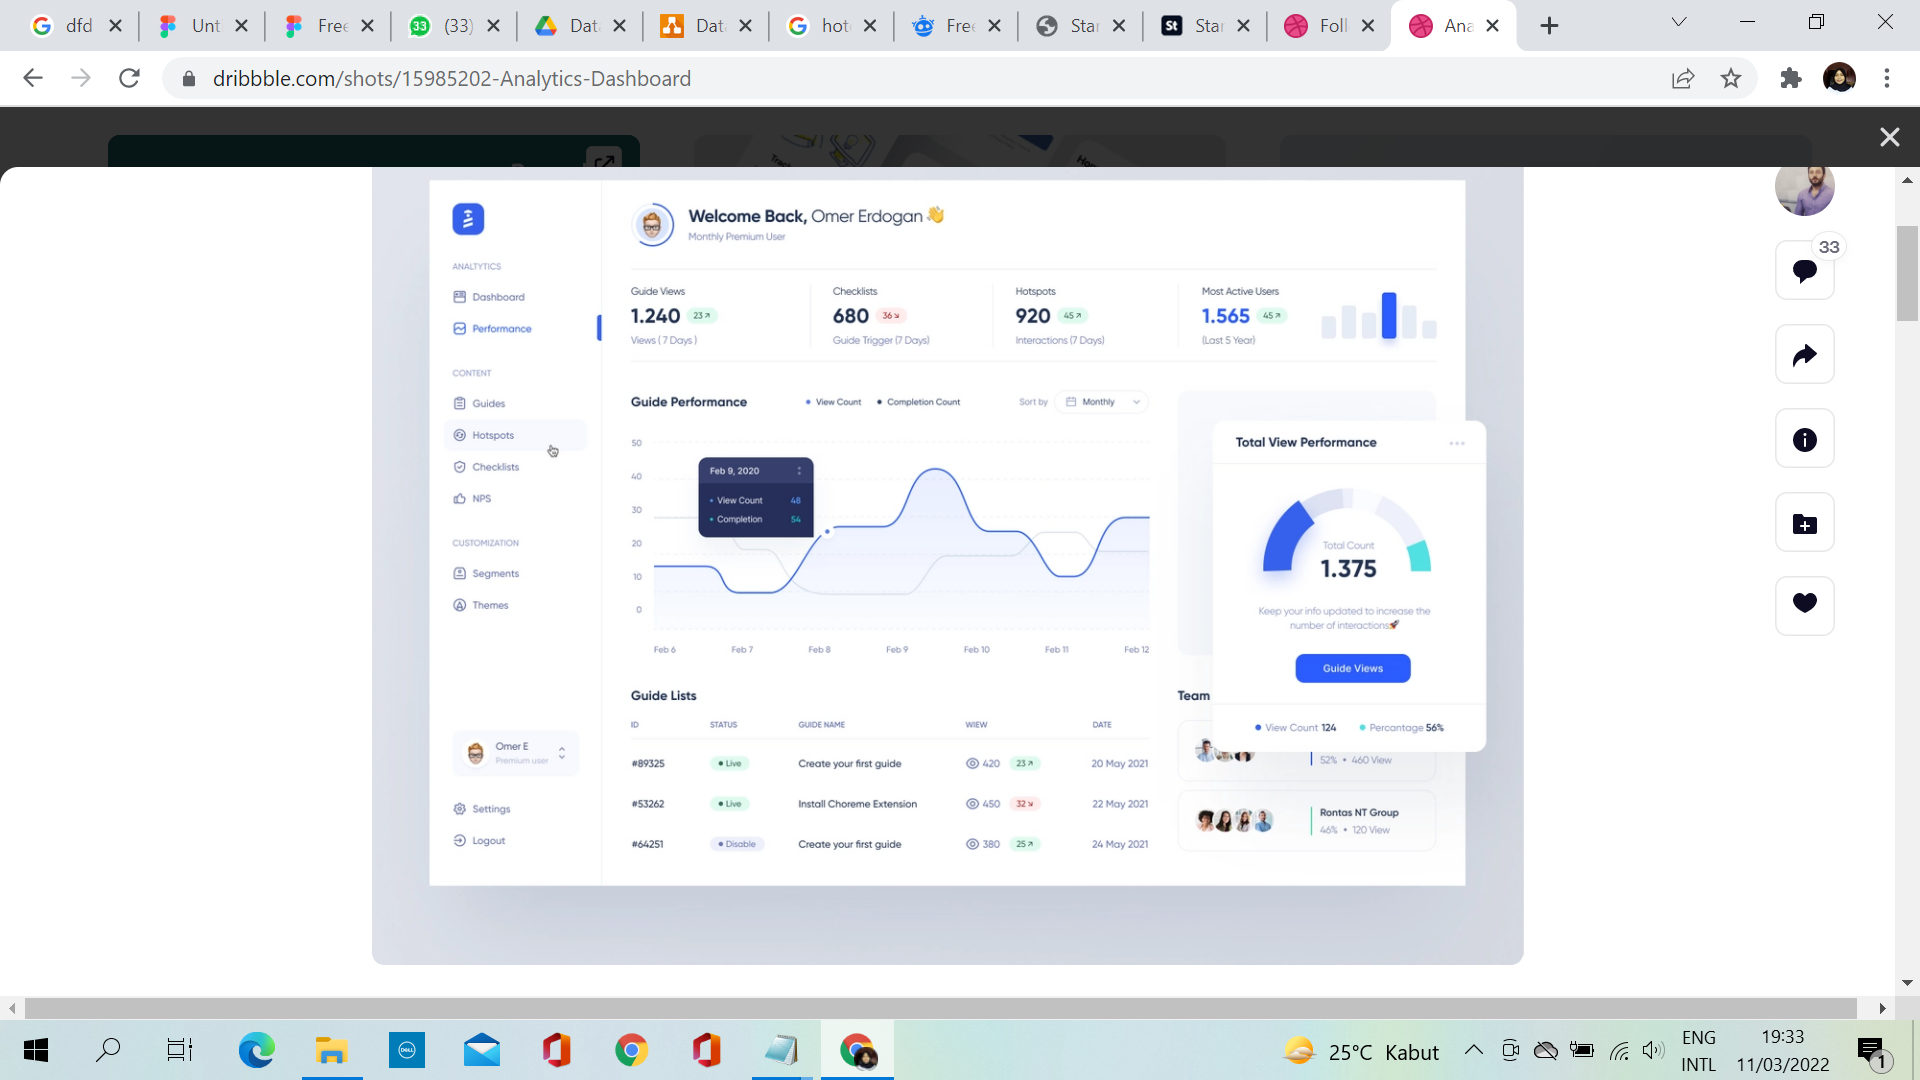 dfd
Unt
Free
33
(33)
Data
Data
hote
Free
Star
St
Star
Foll
Ana
dribbble.com/shots/15985202-Analytics-Dashboard
Welcome Back, Omer Erdogan 👋
Monthly Premium User
33
ANALTYTICS
Dashboard
Performance
CONTENT
Guides
Hotspots
Checklists
NPS
CUSTOMIZATION
Segments
Themes
Omer E
Premium user
Settings
Logout
Guide Views
1.240 23
Views ( 7 Days )
Checklists
680 36
Guide Trigger (7 Days)
Hotspots
920 45
Interactions (7 Days)
Most Active Users
1.565 45
(Last 5 Year)
Guide Performance
View Count
Completion Count
Sort by
Monthly
50
40
30
20
10
0
Feb 9, 2020
View Count 48
Completion 54
Feb 6 Feb 7 Feb 8 Feb 9 Feb 10 Feb 11 Feb 12
Total View Performance
Total Count
1.375
Keep your info updated to increase the
number of interactions🚀
Guide Views
View Count 124
Percantage 56%
Guide Lists
ID STATUS GUIDE NAME WIEW DATE
#89325 Live Create your first guide 420 23 20 May 2021
#53262 Live Install Choreme Extension 450 32 22 May 2021
#64251 Disable Create your first guide 380 25 24 May 2021
Team
52% • 460 View
Rontas NT Group
46% • 120 View
DELL
25°C Kabut
ENG
INTL
19:33
11/03/2022
1